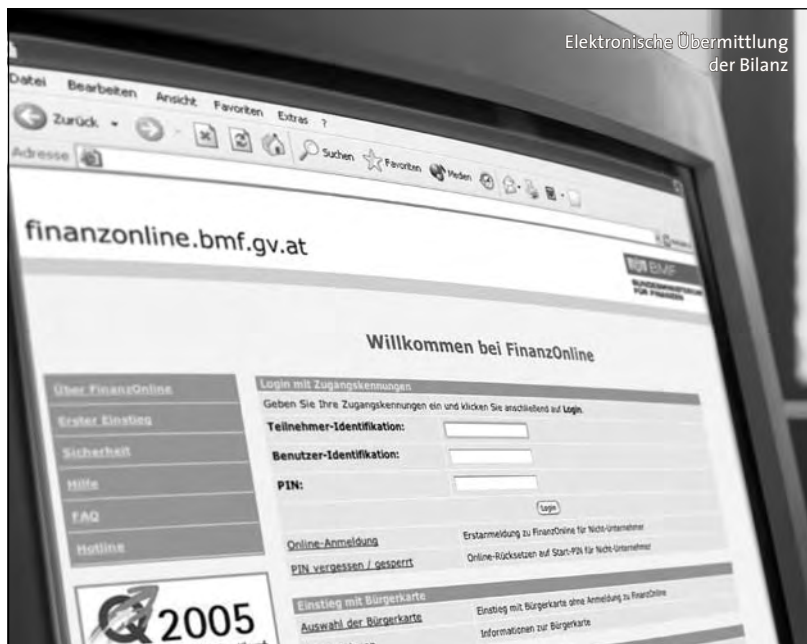 Elektronische Übermittlung
der Bilanz
Datei Bearbeiten Ansicht Favoriten Extras ?
Zurück Suchen Favoriten Medien
Adresse
finanzonline.bmf.gv.at
BMF
BUNDESMINISTERIUM
FÜR FINANZEN
Willkommen bei FinanzOnline
Über FinanzOnline
Erster Einstieg
Sicherheit
Hilfe
FAQ
Hotline
Login mit Zugangskennungen
Geben Sie Ihre Zugangskennungen ein und klicken Sie anschließend auf Login.
Teilnehmer-Identifikation:
Benutzer-Identifikation:
PIN:
Login
Online-Anmeldung Erstanmeldung zu FinanzOnline für Nicht-Unternehmer
PIN vergessen / gesperrt Online-Rücksetzen auf Start-PIN für Nicht-Unternehmer
Einstieg mit Bürgerkarte
Auswahl der Bürgerkarte Einstieg mit Bürgerkarte ohne Anmeldung zu FinanzOnline
Informationen zur Bürgerkarte
2005